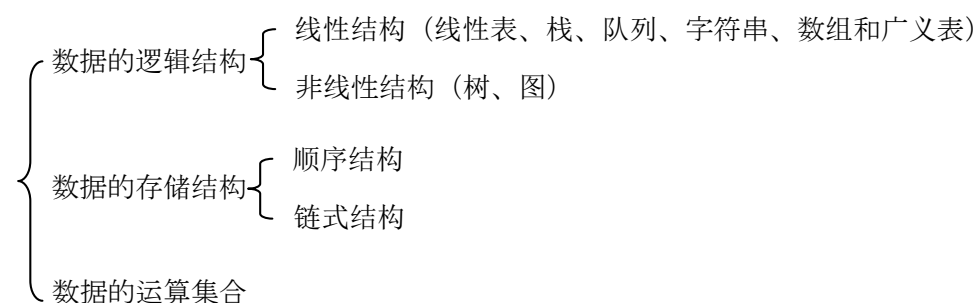 线性结构（线性表、栈、队列、字符串、数组和广义表）
数据的逻辑结构
非线性结构（树、图）
顺序结构
数据的存储结构
链式结构
数据的运算集合